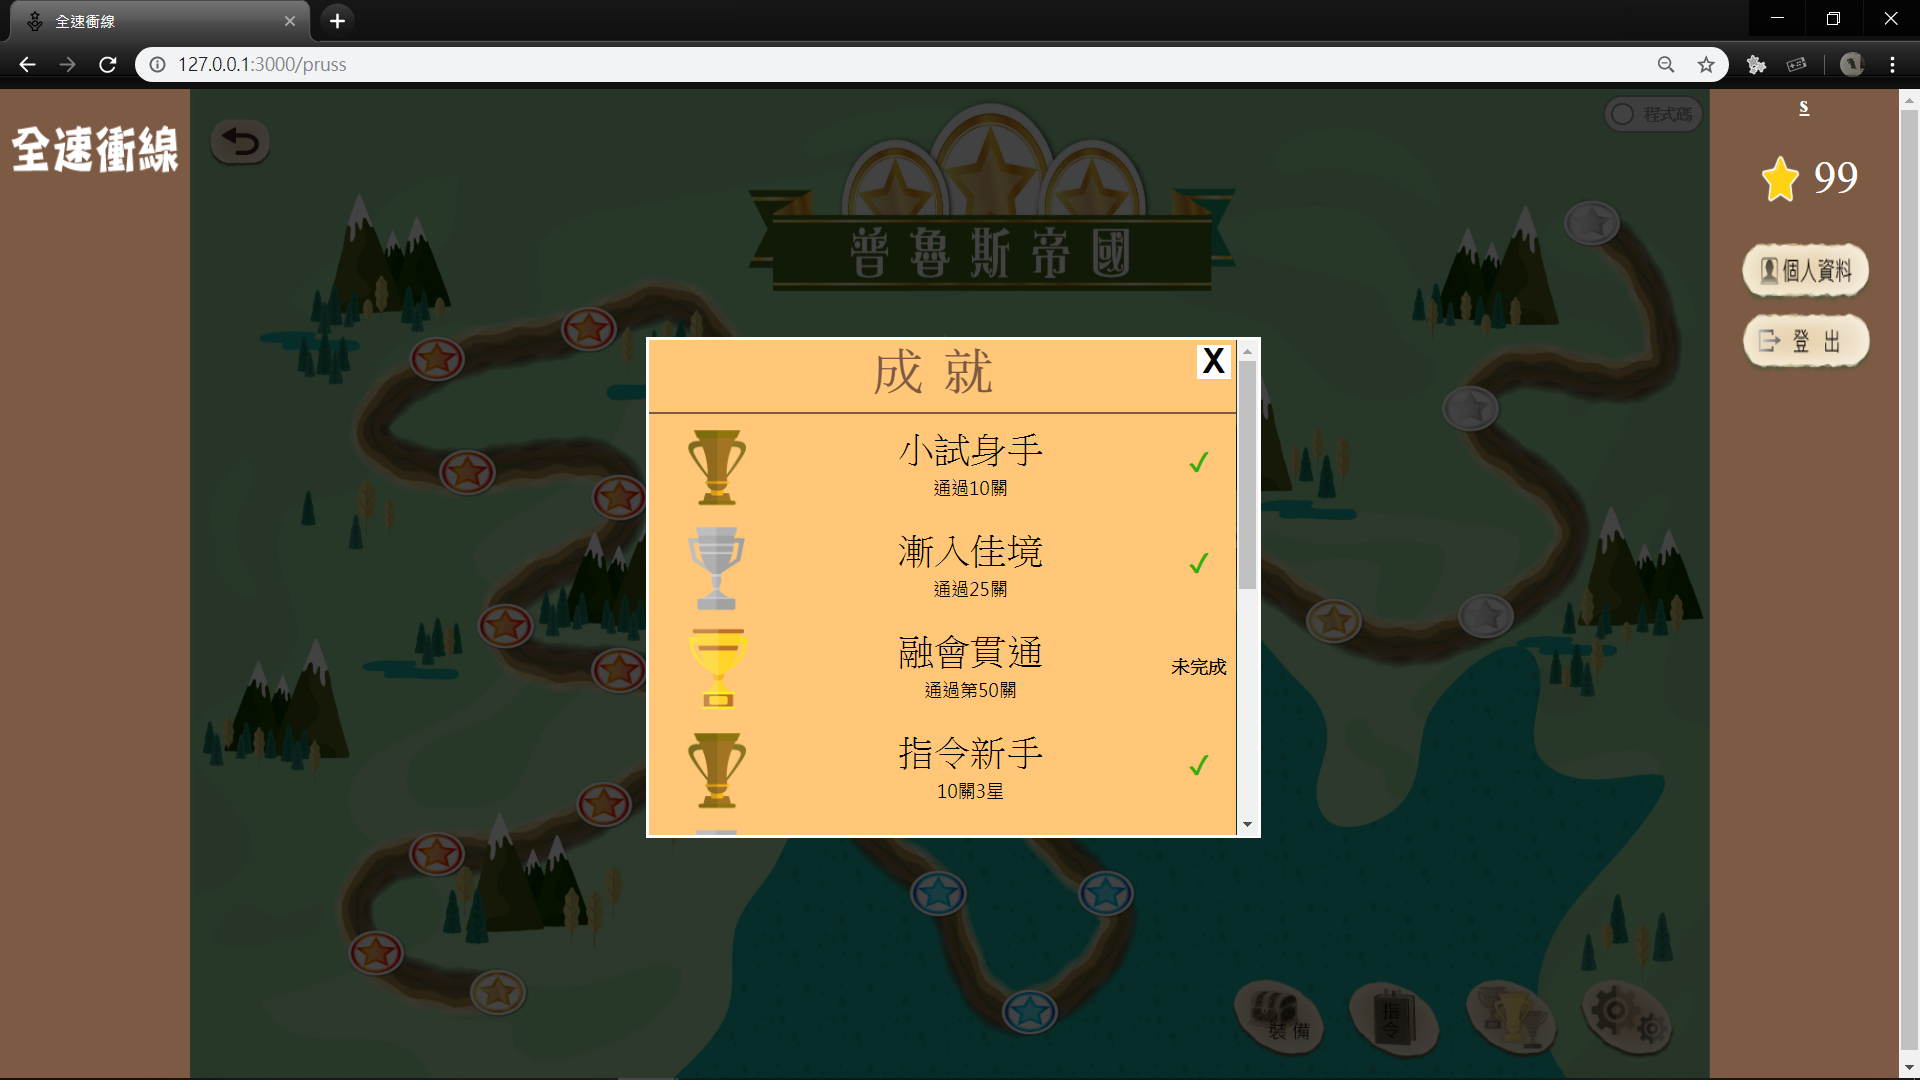 全速衝線
127.0.0.1:3000/pruss
全速衝線
程式碼
s
99
普魯斯帝國
個人資料
登出
成就
X
小試身手
通過10關
漸入佳境
通過25關
融會貫通
通過第50關
未完成
指令新手
10關3星
裝備
指令